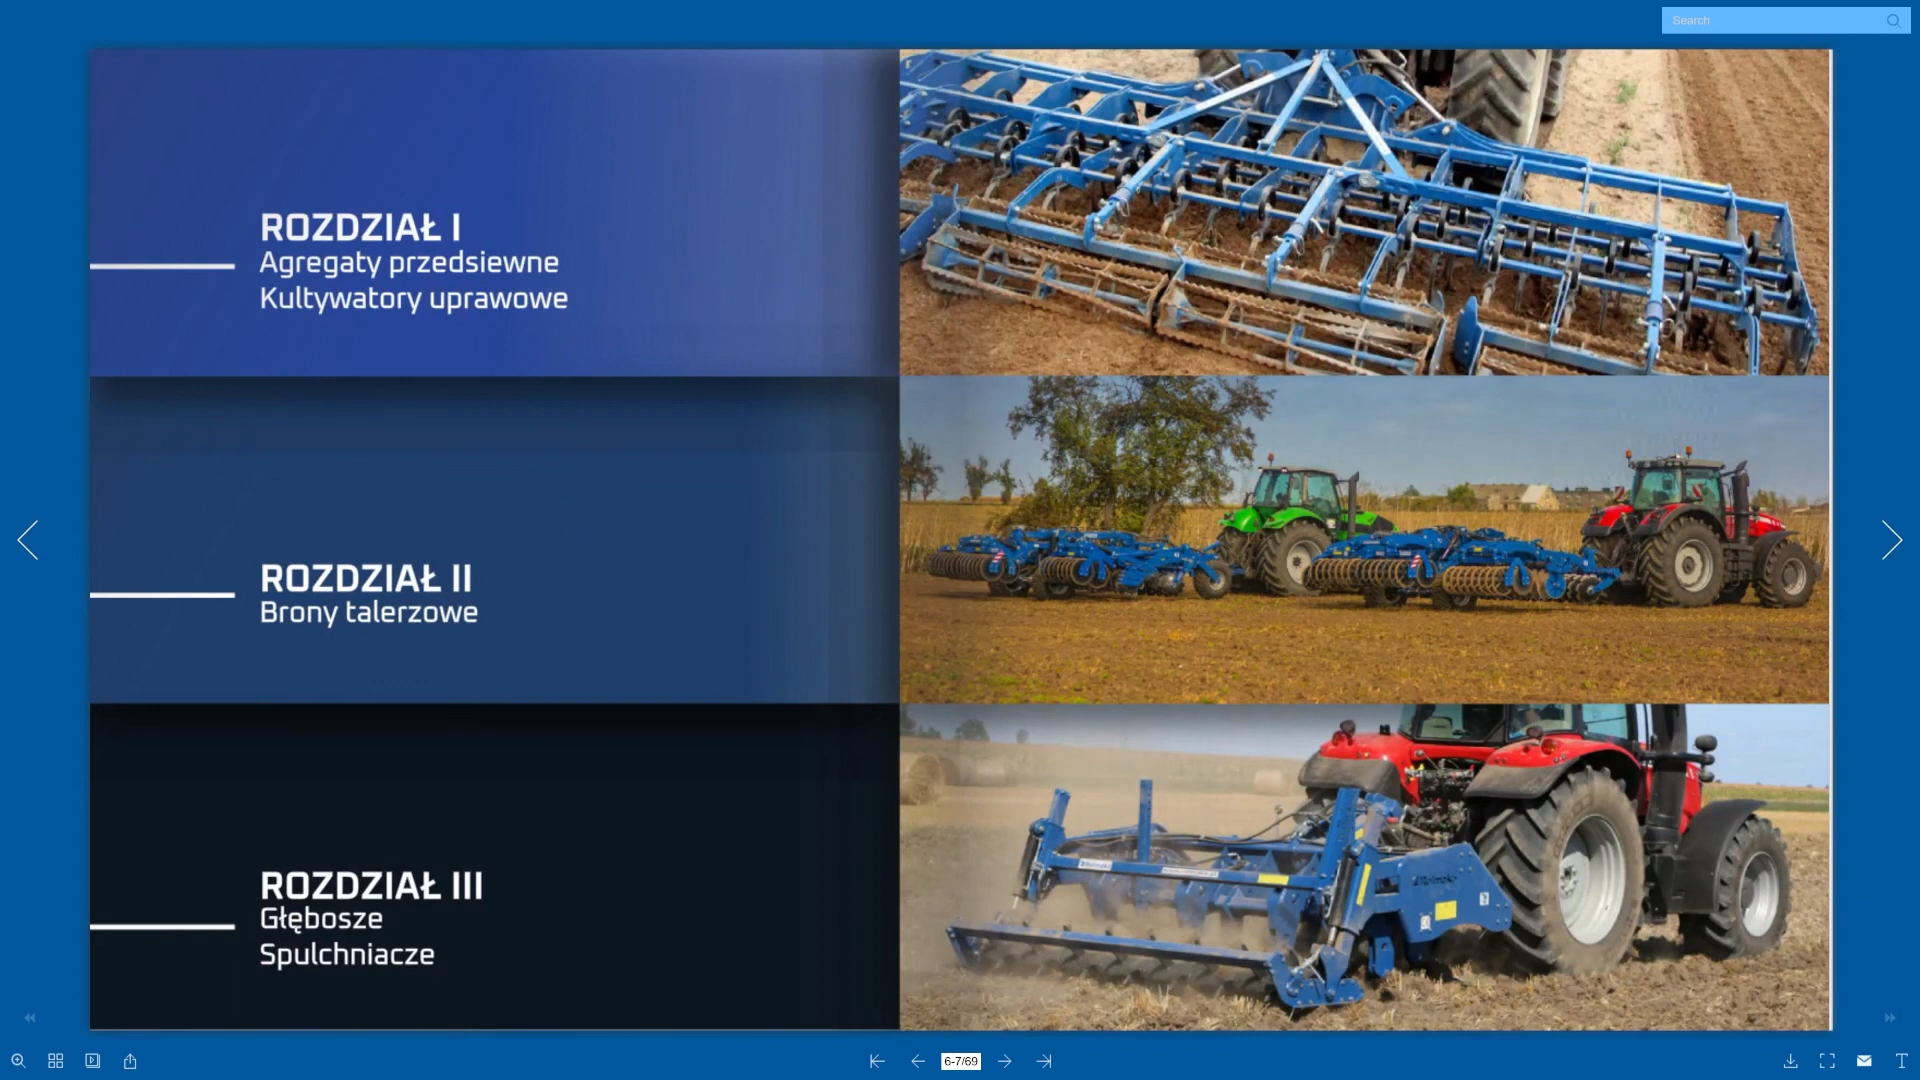 Search
ROZDZIAŁ I
Agregaty przedsiewne
Kultywatory uprawowe
ROZDZIAŁ II
Brony talerzowe
ROZDZIAŁ III
Głębosze
Spulchniacze
6-7/69